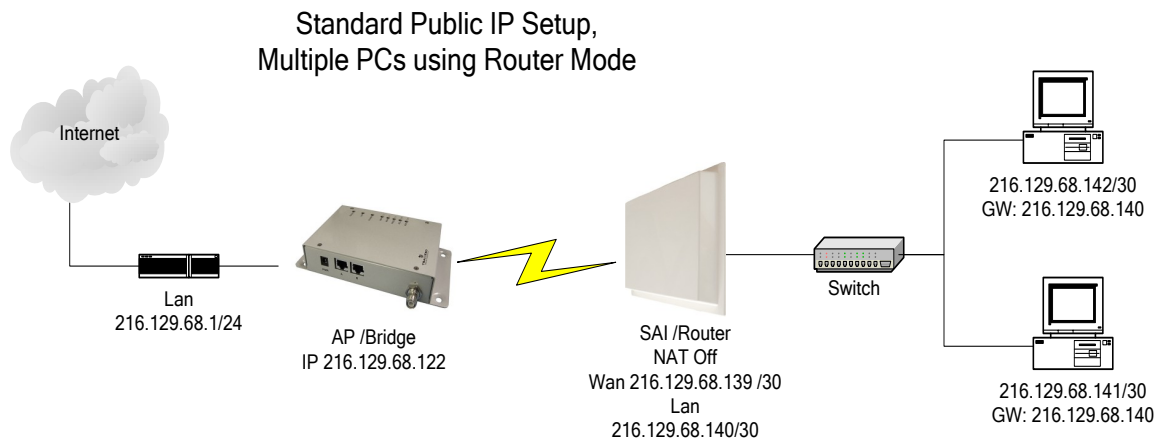 Standard Public IP Setup,
Multiple PCs using Router Mode
Internet
Lan
216.129.68.1/24
AP /Bridge
IP 216.129.68.122
SAI /Router
NAT Off
Wan 216.129.68.139 /30
Lan
216.129.68.140/30
Switch
216.129.68.142/30
GW: 216.129.68.140
216.129.68.141/30
GW: 216.129.68.140